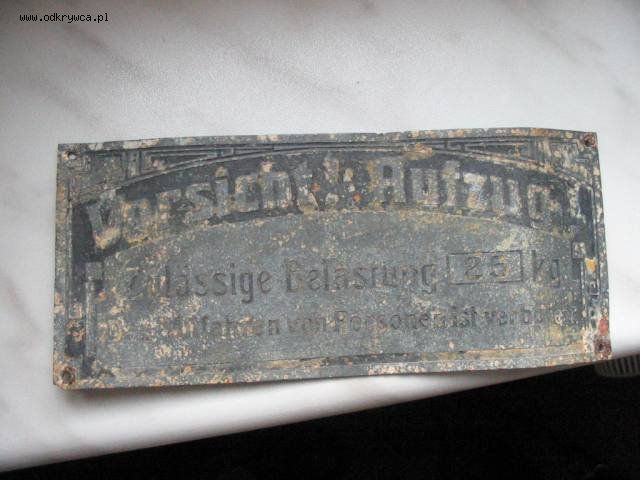 www.odkrywca.pl
Vorsicht! Aufzug!
Zulässige Belastung 25 kg
Mitfahren von Personen ist verboten